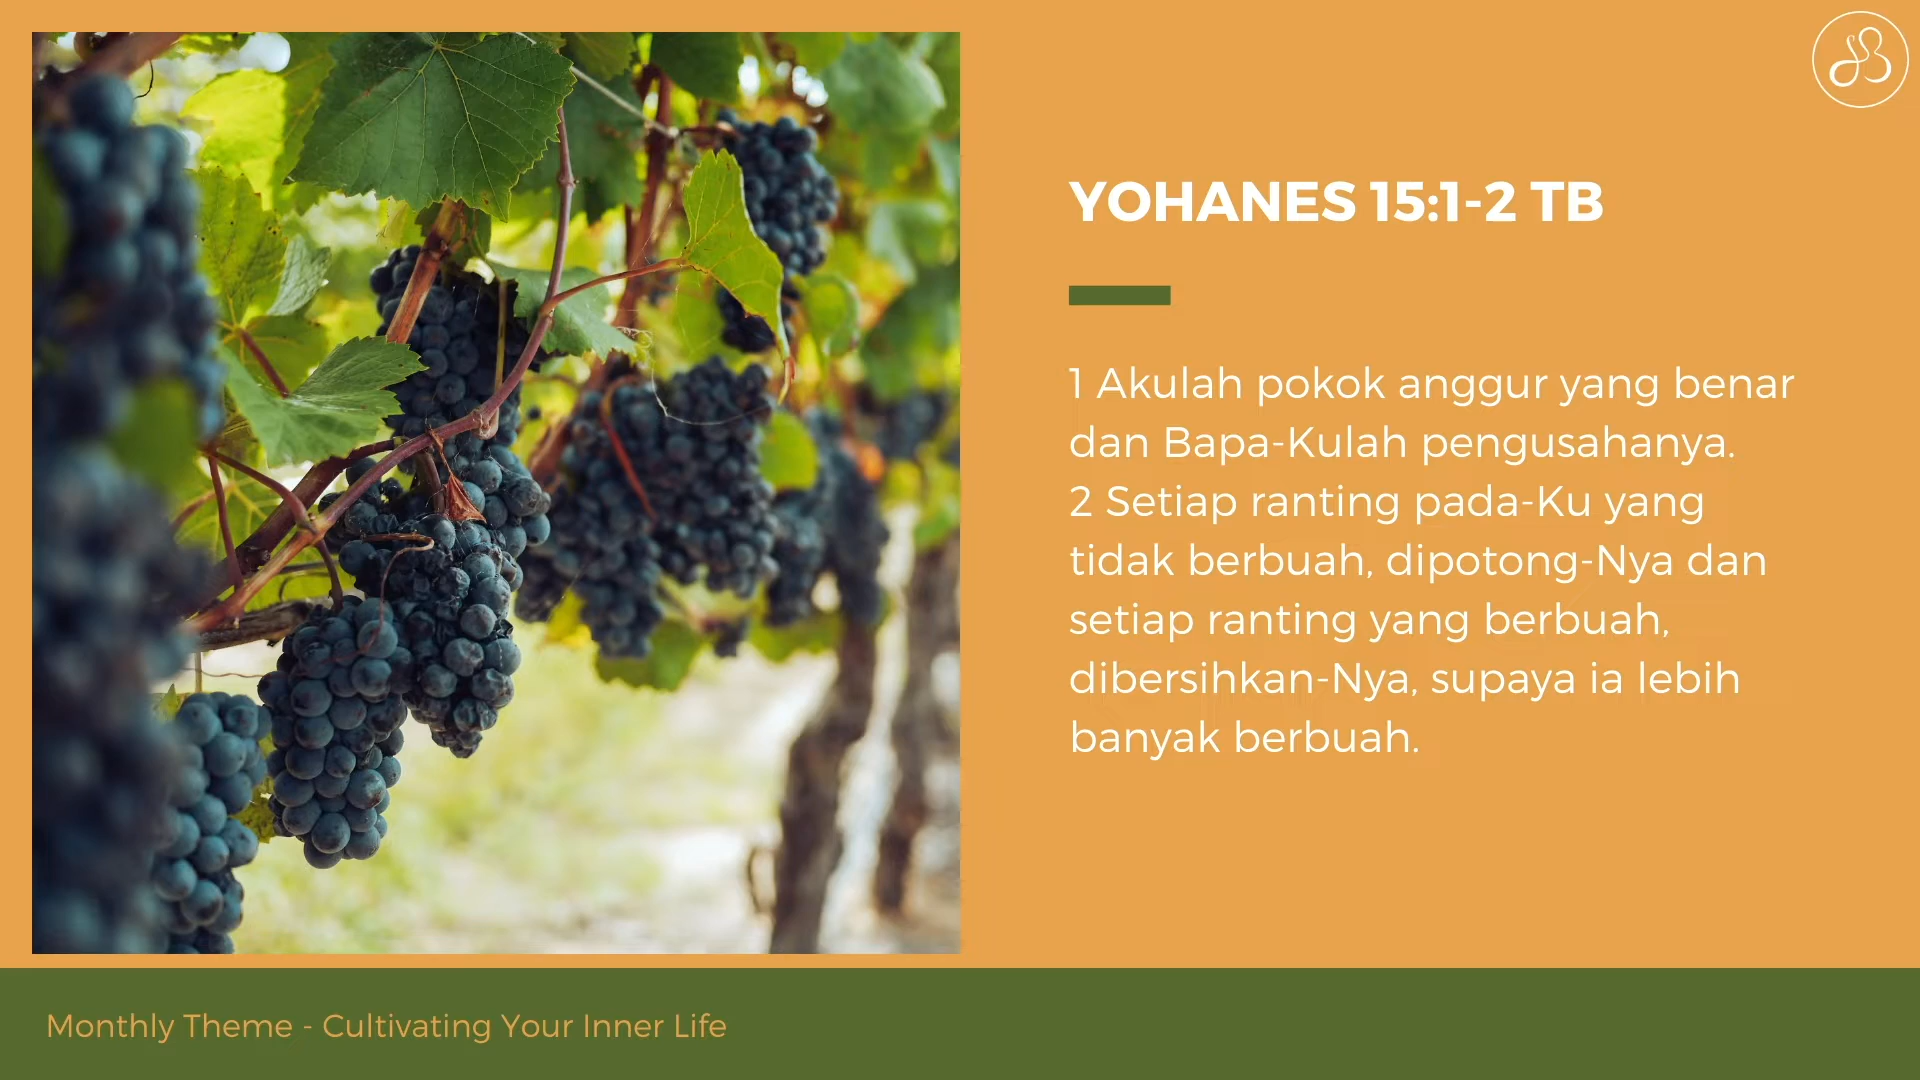 YOHANES 15:1-2 TB
1 Akulah pokok anggur yang benar
dan Bapa-Kulah pengusahanya.
2 Setiap ranting pada-Ku yang
tidak berbuah, dipotong-Nya dan
setiap ranting yang berbuah,
dibersihkan-Nya, supaya ia lebih
banyak berbuah.
Monthly Theme - Cultivating Your Inner Life